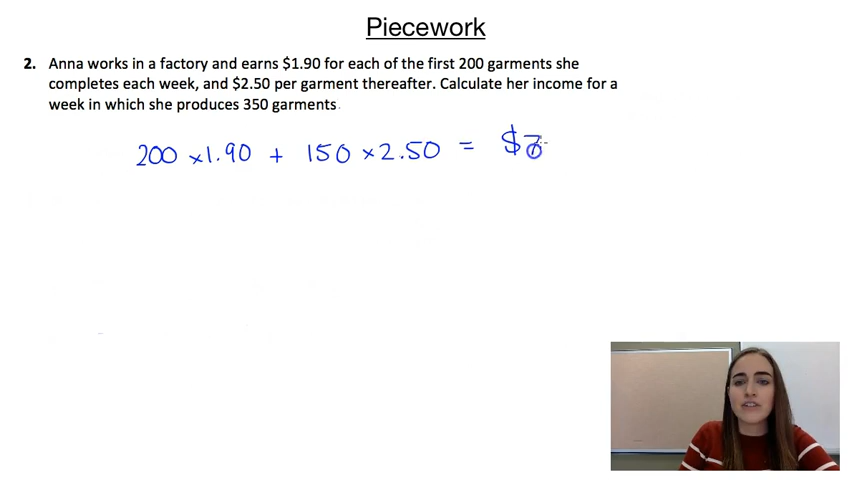 Piecework
2. Anna works in a factory and earns $1.90 for each of the first 200 garments she
completes each week, and $2.50 per garment thereafter. Calculate her income for a
week in which she produces 350 garments.
200 × 1.90 + 150 × 2.50 = $